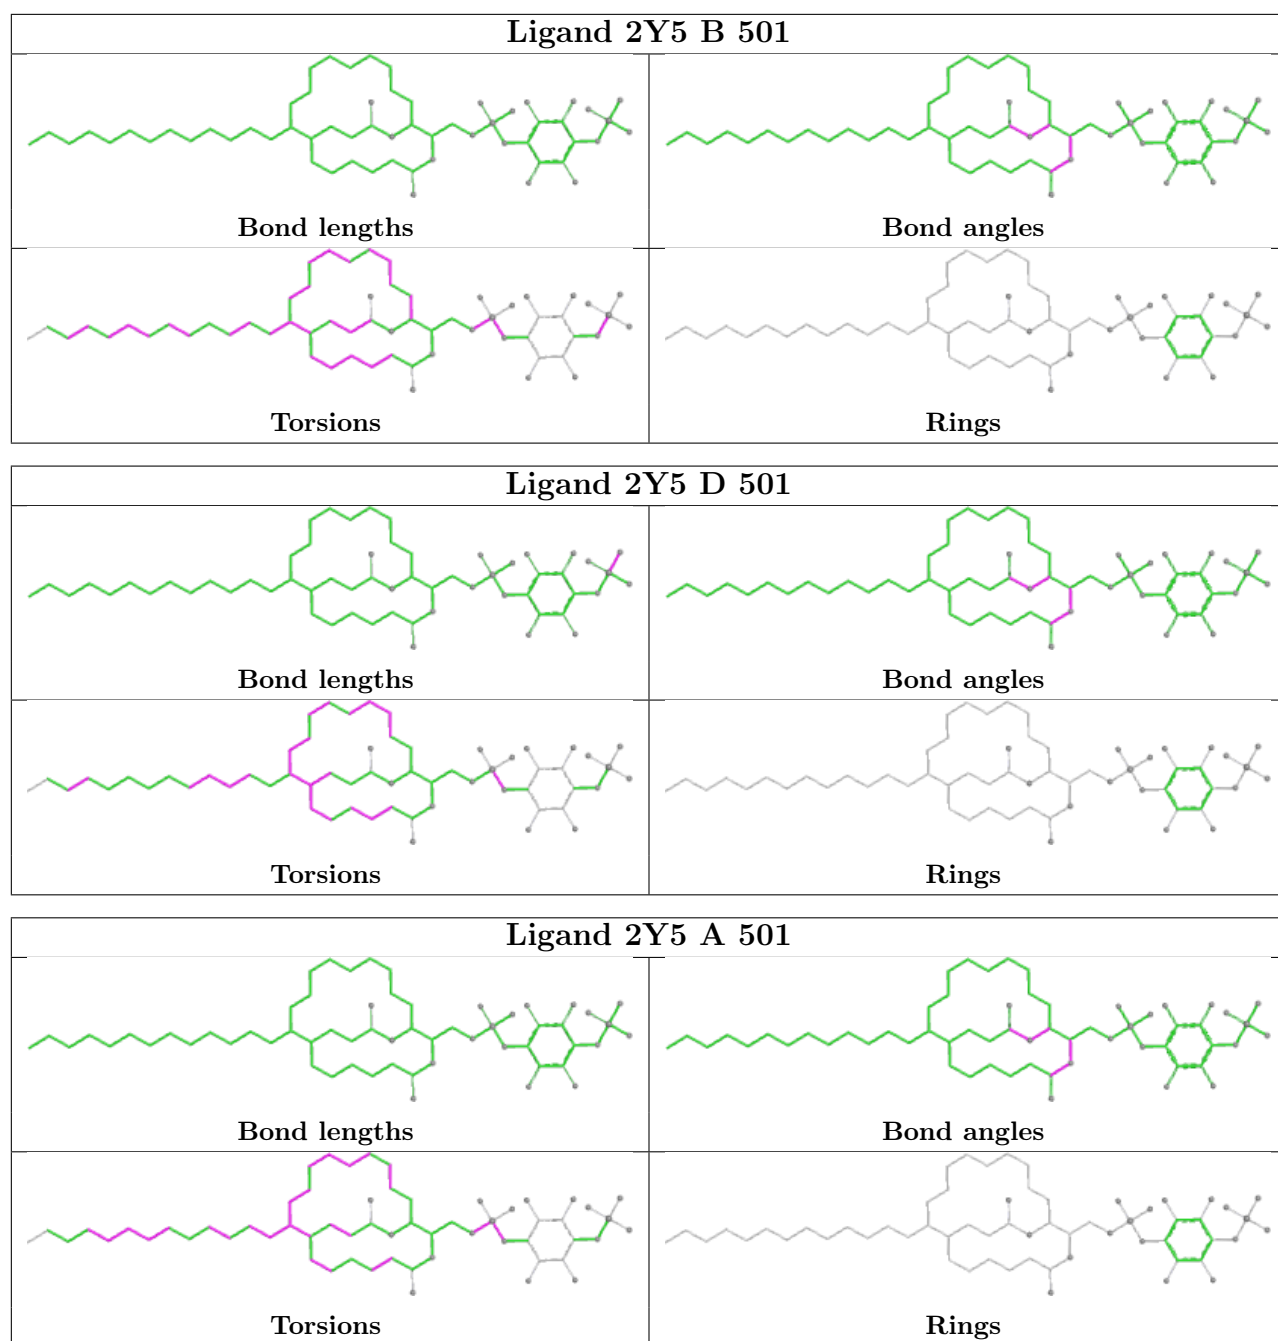 Ligand 2Y5 B 501
Bond lengths
Bond angles
Torsions
Rings
Ligand 2Y5 D 501
Bond lengths
Bond angles
Torsions
Rings
Ligand 2Y5 A 501
Bond lengths
Bond angles
Torsions
Rings